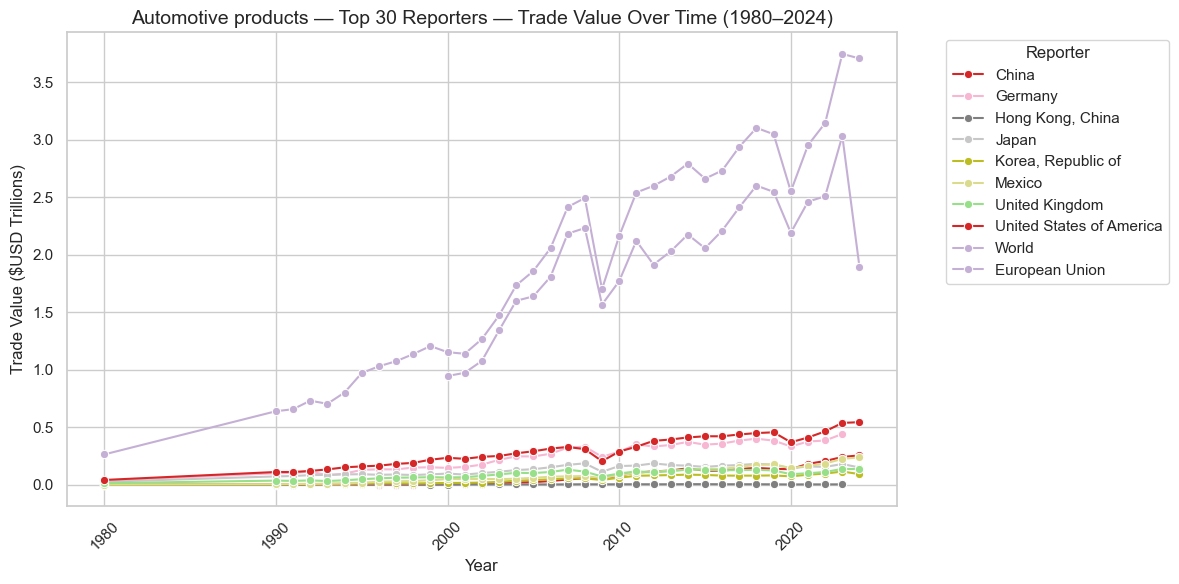 Automotive products — Top 30 Reporters — Trade Value Over Time (1980–2024)
Trade Value ($USD Trillions)
3.5
3.0
2.5
2.0
1.5
1.0
0.5
0.0
1980
1990
2000
2010
2020
Year
Reporter
China
Germany
Hong Kong, China
Japan
Korea, Republic of
Mexico
United Kingdom
United States of America
World
European Union